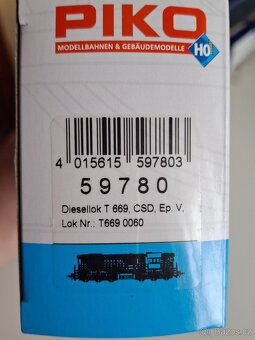 PIKO
MODELLBAHNEN & GEBÄUDEMODELLE
H0
4 015615 597803
59780
Diesellok T 669, CSD, Ep. V,
Lok Nr.: T669 0060